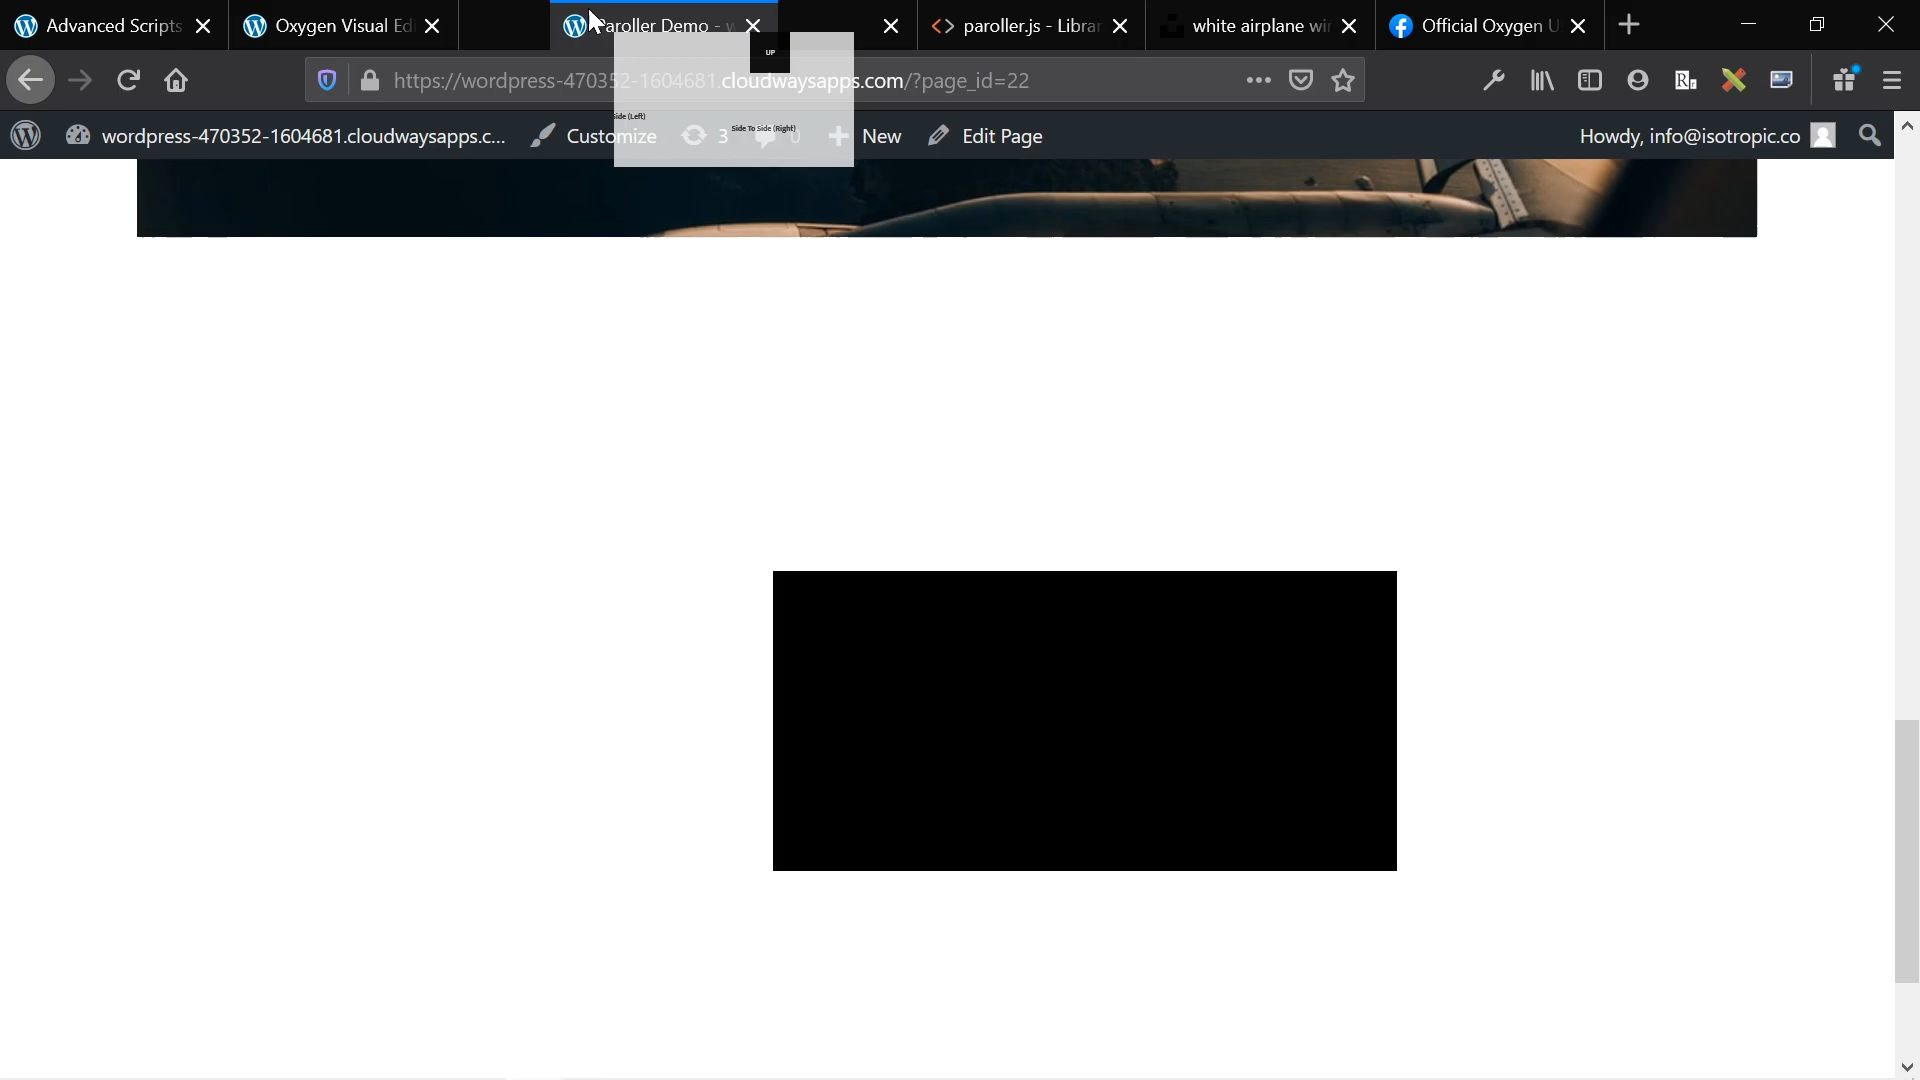 Advanced Scripts
Oxygen Visual Edi
Paroller Demo - w
paroller.js - Librar
white airplane wi
Official Oxygen U
UP
https://wordpress-470352-1604681.cloudwaysapps.com/?page_id=22
Side (Left)
Side To Side (Right)
wordpress-470352-1604681.cloudwaysapps.c...
Customize
3
0
New
Edit Page
Howdy, info@isotropic.co